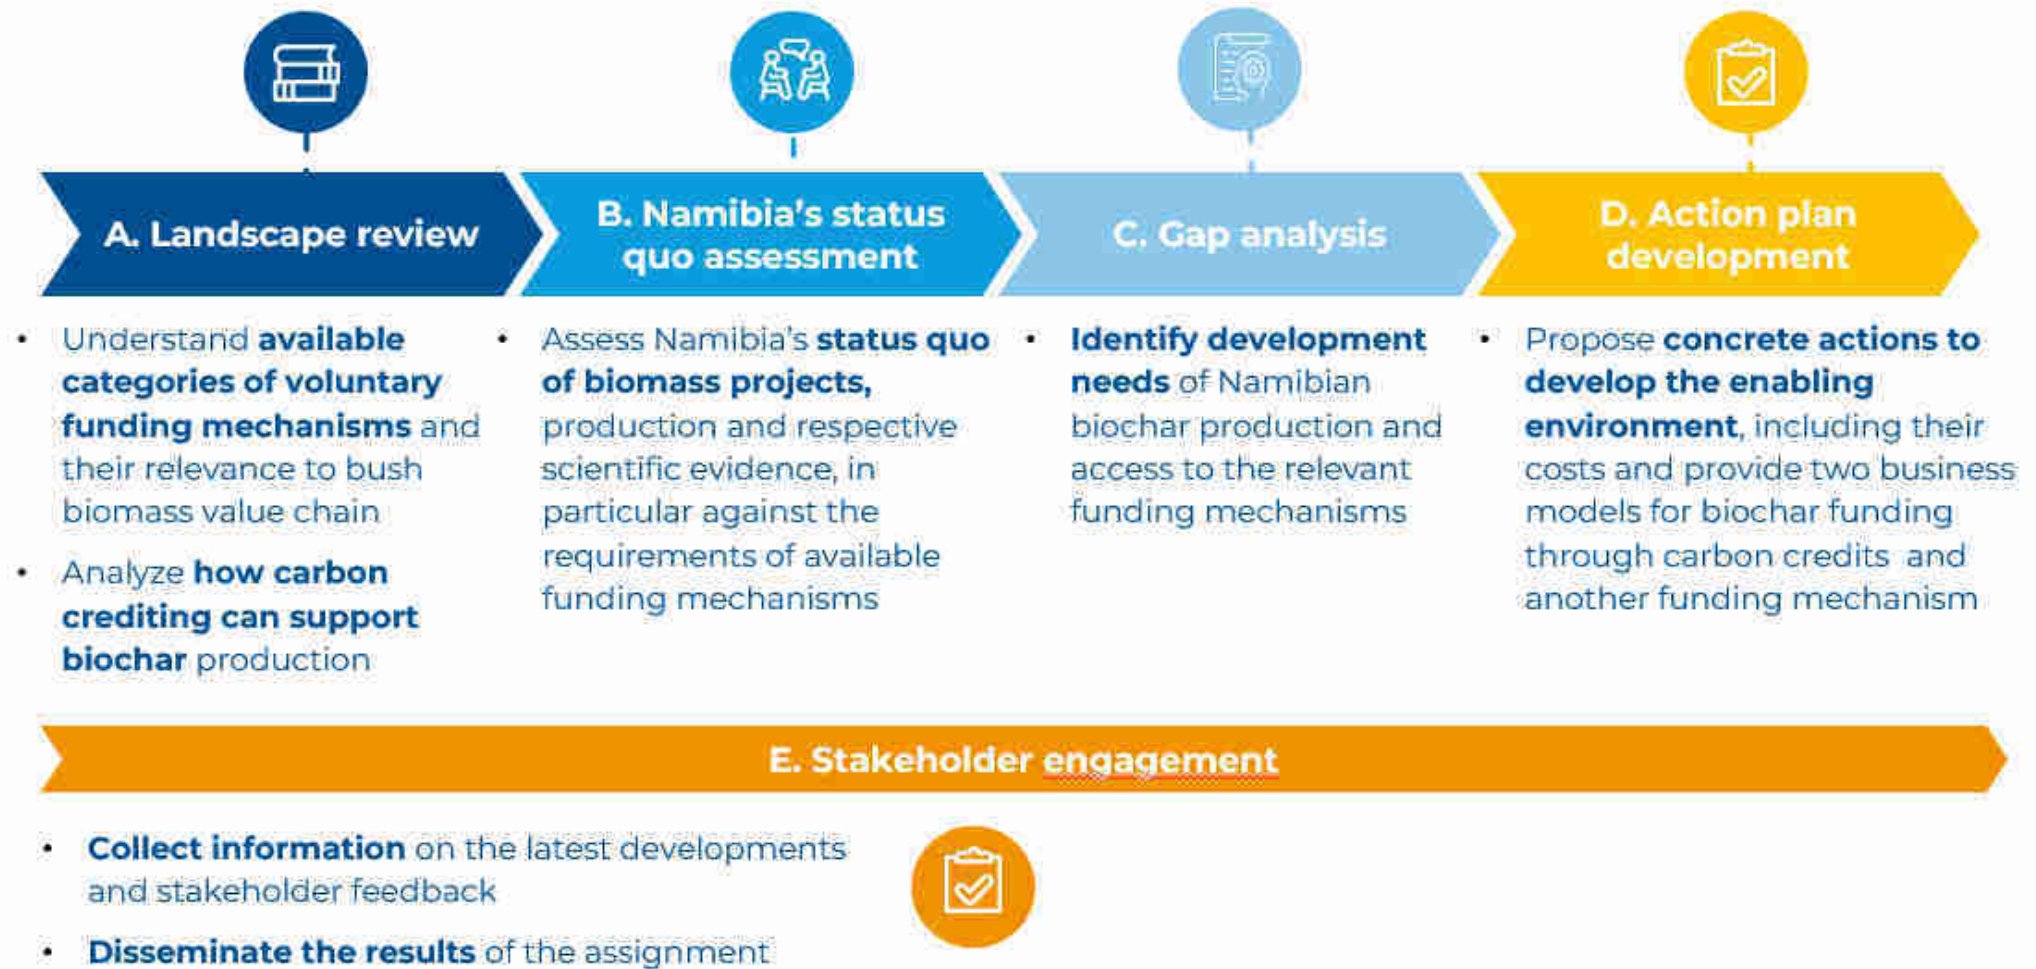 A. Landscape review
B. Namibia's status
quo assessment
C. Gap analysis
D. Action plan
development
• Understand available
categories of voluntary
funding mechanisms and
their relevance to bush
biomass value chain
• Analyze how carbon
crediting can support
biochar production
• Assess Namibia's status quo
of biomass projects,
production and respective
scientific evidence, in
particular against the
requirements of available
funding mechanisms
• Identify development
needs of Namibian
biochar production and
access to the relevant
funding mechanisms
• Propose concrete actions to
develop the enabling
environment, including their
costs and provide two business
models for biochar funding
through carbon credits and
another funding mechanism
E. Stakeholder engagement
• Collect information on the latest developments
and stakeholder feedback
• Disseminate the results of the assignment